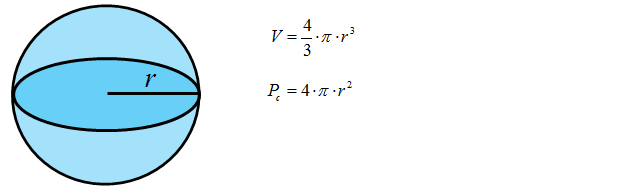 r
V = 4/3 · π · r³
P_c = 4 · π · r²